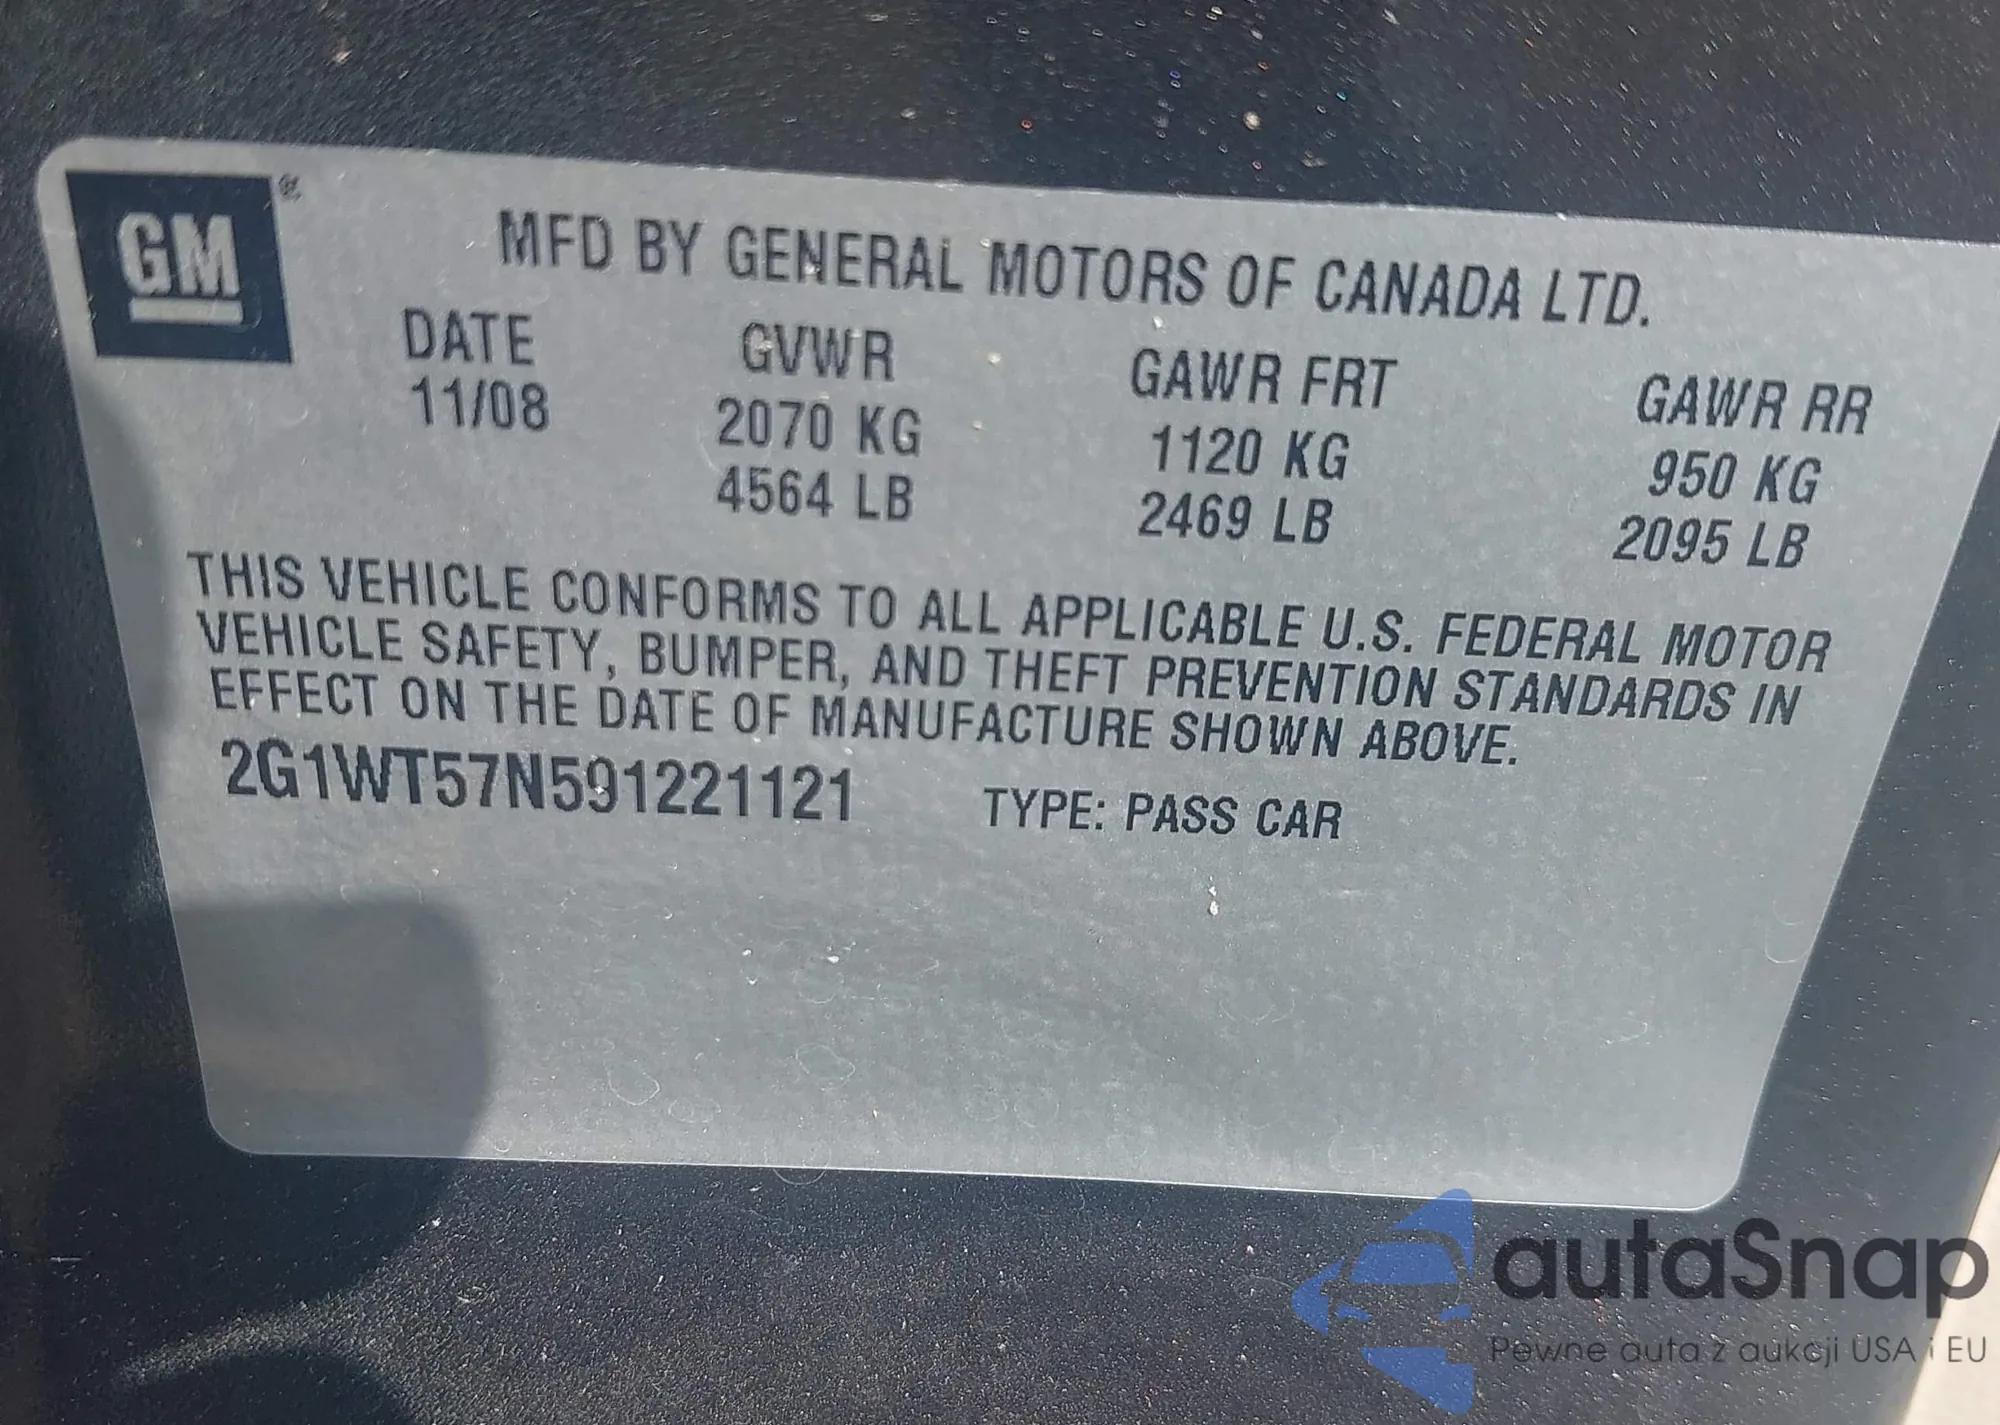 GM
MFD BY GENERAL MOTORS OF CANADA LTD.
DATE GVWR GAWR FRT GAWR RR
11/08 2070 KG 1120 KG 950 KG
4564 LB 2469 LB 2095 LB
THIS VEHICLE CONFORMS TO ALL APPLICABLE U.S. FEDERAL MOTOR
VEHICLE SAFETY, BUMPER, AND THEFT PREVENTION STANDARDS IN
EFFECT ON THE DATE OF MANUFACTURE SHOWN ABOVE.
2G1WT57N591221121 TYPE: PASS CAR
autaSnap
Pewne auta z aukcji USA i EU